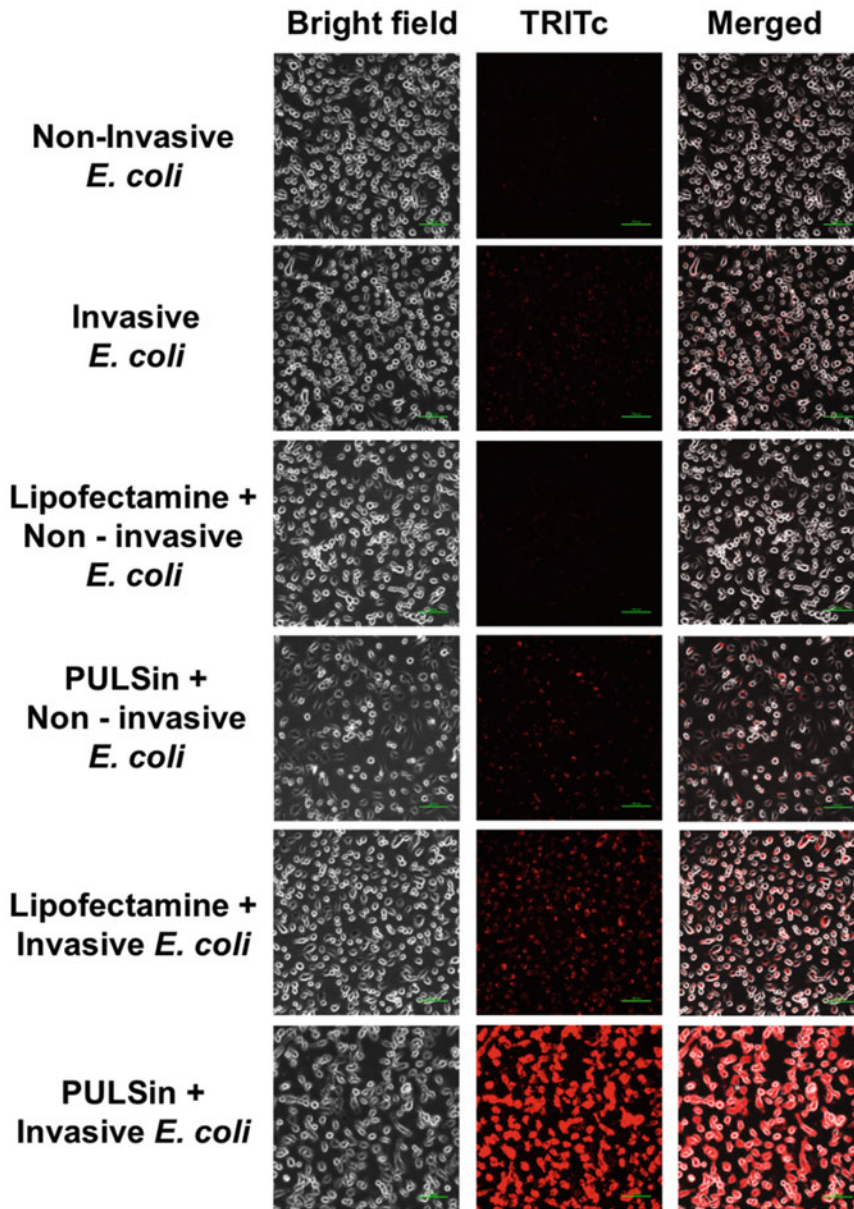 Bright field TRITc Merged
Non-Invasive
E. coli
Invasive
E. coli
Lipofectamine +
Non - invasive
E. coli
PULSin +
Non - invasive
E. coli
Lipofectamine +
Invasive E. coli
PULSin +
Invasive E. coli